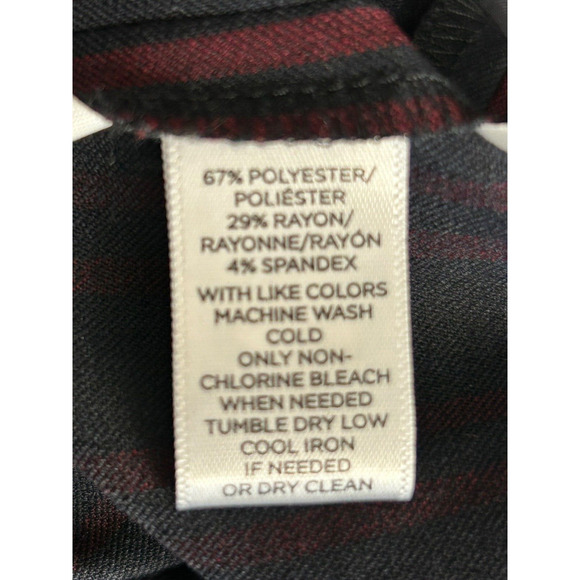 67% POLYESTER/
POLIÉSTER
29% RAYON/
RAYONNE/RAYÓN
4% SPANDEX
WITH LIKE COLORS
MACHINE WASH
COLD
ONLY NON-
CHLORINE BLEACH
WHEN NEEDED
TUMBLE DRY LOW
COOL IRON
IF NEEDED
OR DRY CLEAN